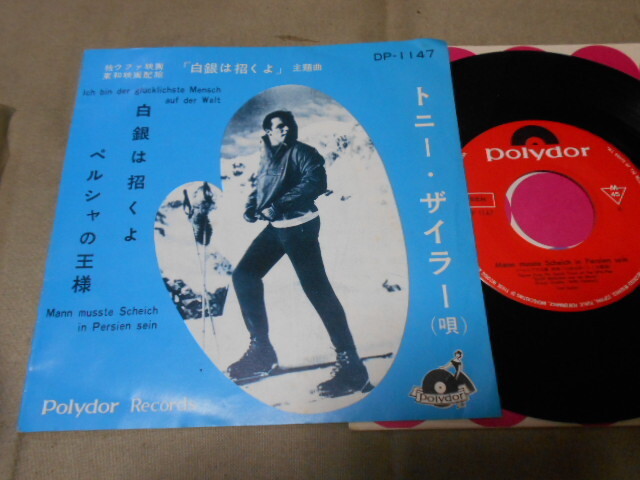 独ウファ映画
東和映画配給
「白銀は招くよ」主題曲
DP-1147
Ich bin der glucklichste Mensch
auf der Welt
白銀は招くよ
ペルシャの王様
Mann musste Scheich
in Persien sein
トニー・ザイラー(唄)
Polydor Records
Polydor
Polydor
45
Mann musste Scheich in Persien sein